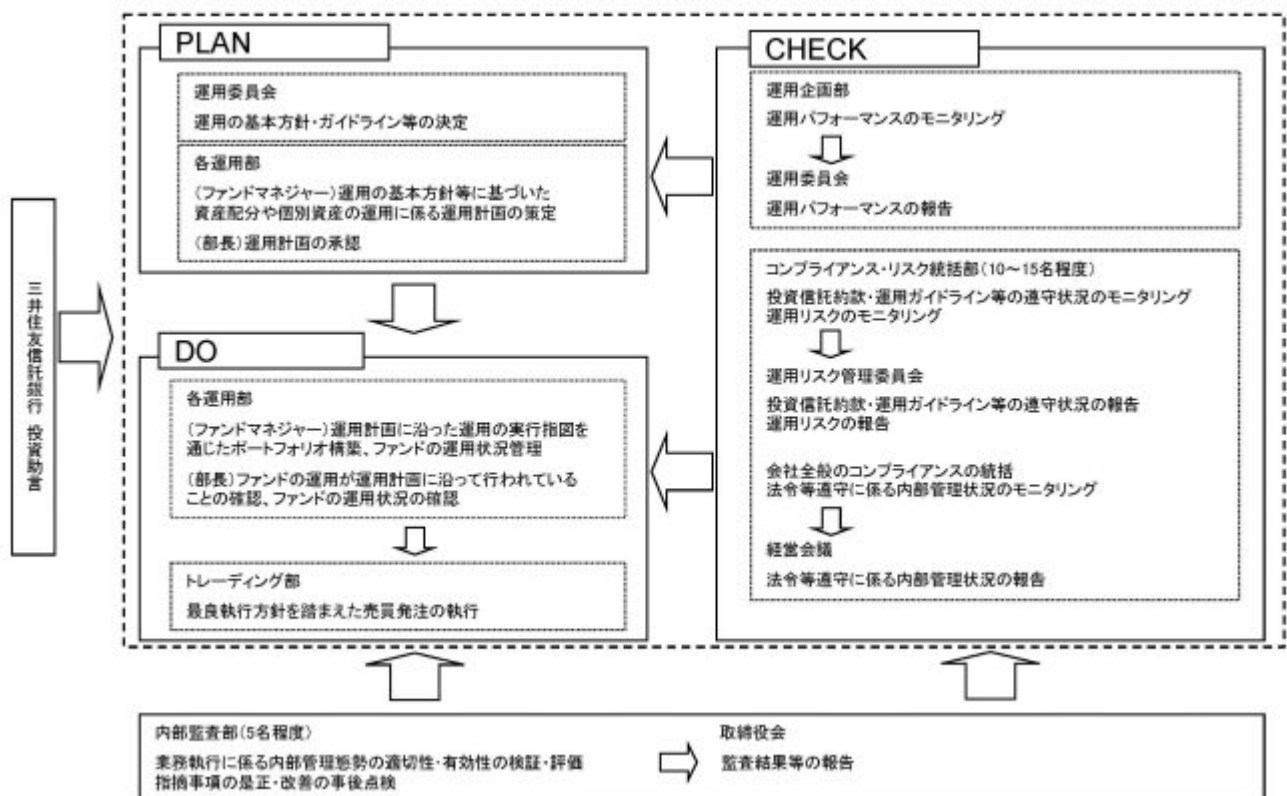 三井住友信託銀行 投資助言
PLAN
運用委員会
運用の基本方針・ガイドライン等の決定
各運用部
（ファンドマネジャー）運用の基本方針等に基づいた
資産配分や個別資産の運用に係る運用計画の策定
（部長）運用計画の承認
DO
各運用部
（ファンドマネジャー）運用計画に沿った運用の実行指図を
通じたポートフォリオ構築、ファンドの運用状況管理
（部長）ファンドの運用が運用計画に沿って行われている
ことの確認、ファンドの運用状況の確認
トレーディング部
最良執行方針を踏まえた売買発注の執行
CHECK
運用企画部
運用パフォーマンスのモニタリング
運用委員会
運用パフォーマンスの報告
コンプライアンス・リスク統括部（10～15名程度）
投資信託約款・運用ガイドライン等の遵守状況のモニタリング
運用リスクのモニタリング
運用リスク管理委員会
投資信託約款・運用ガイドライン等の遵守状況の報告
運用リスクの報告
会社全般のコンプライアンスの統括
法令等遵守に係る内部管理状況のモニタリング
経営会議
法令等遵守に係る内部管理状況の報告
内部監査部（5名程度）
業務執行に係る内部管理態勢の適切性・有効性の検証・評価
指摘事項の是正・改善の事後点検
取締役会
監査結果等の報告